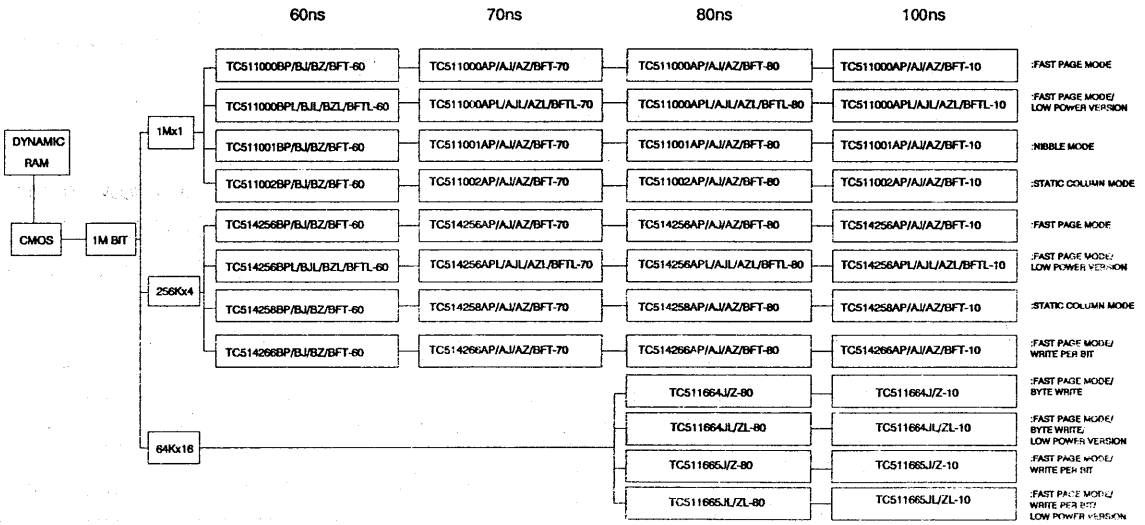 60ns 70ns 80ns 100ns
TC511000BP/BJ/BZ/BFT-60 TC511000AP/AJ/AZ/BFT-70 TC511000AP/AJ/AZ/BFT-80 TC511000AP/AJ/AZ/BFT-10 :FAST PAGE MODE
TC511000BPL/BJL/BZL/BFTL-60 TC511000APL/AJL/AZL/BFTL-70 TC511000APL/AJL/AZL/BFTL-80 TC511000APL/AJL/AZL/BFTL-10 :FAST PAGE MODE/
LOW POWER VERSION
1Mx1
DYNAMIC
RAM
TC511001BP/BJ/BZ/BFT-60 TC511001AP/AJ/AZ/BFT-70 TC511001AP/AJ/AZ/BFT-80 TC511001AP/AJ/AZ/BFT-10 :NIBBLE MODE
TC511002BP/BJ/BZ/BFT-60 TC511002AP/AJ/AZ/BFT-70 TC511002AP/AJ/AZ/BFT-80 TC511002AP/AJ/AZ/BFT-10 :STATIC COLUMN MODE
TC514256BP/BJ/BZ/BFT-60 TC514256AP/AJ/AZ/BFT-70 TC514256AP/AJ/AZ/BFT-80 TC514256AP/AJ/AZ/BFT-10 :FAST PAGE MODE
CMOS 1M BIT
TC514256BPL/BJL/BZL/BFTL-60 TC514256APL/AJL/AZL/BFTL-70 TC514256APL/AJL/AZL/BFTL-80 TC514256APL/AJL/AZL/BFTL-10 :FAST PAGE MODE/
LOW POWER VERSION
256Kx4
TC514258BP/BJ/BZ/BFT-60 TC514258AP/AJ/AZ/BFT-70 TC514258AP/AJ/AZ/BFT-80 TC514258AP/AJ/AZ/BFT-10 :STATIC COLUMN MODE
TC514266BP/BJ/BZ/BFT-60 TC514266AP/AJ/AZ/BFT-70 TC514266AP/AJ/AZ/BFT-80 TC514266AP/AJ/AZ/BFT-10 :FAST PAGE MODE/
WRITE PER BIT
TC511664J/Z-80 TC511664J/Z-10 :FAST PAGE MODE/
BYTE WRITE
TC511664JL/ZL-80 TC511664JL/ZL-10 :FAST PAGE MODE/
BYTE WRITE/
LOW POWER VERSION
64Kx16
TC511665J/Z-80 TC511665J/Z-10 :FAST PAGE MODE/
WRITE PER BIT
TC511665JL/ZL-80 TC511665JL/ZL-10 :FAST PAGE MODE/
WRITE PER BIT/
LOW POWER VERSION